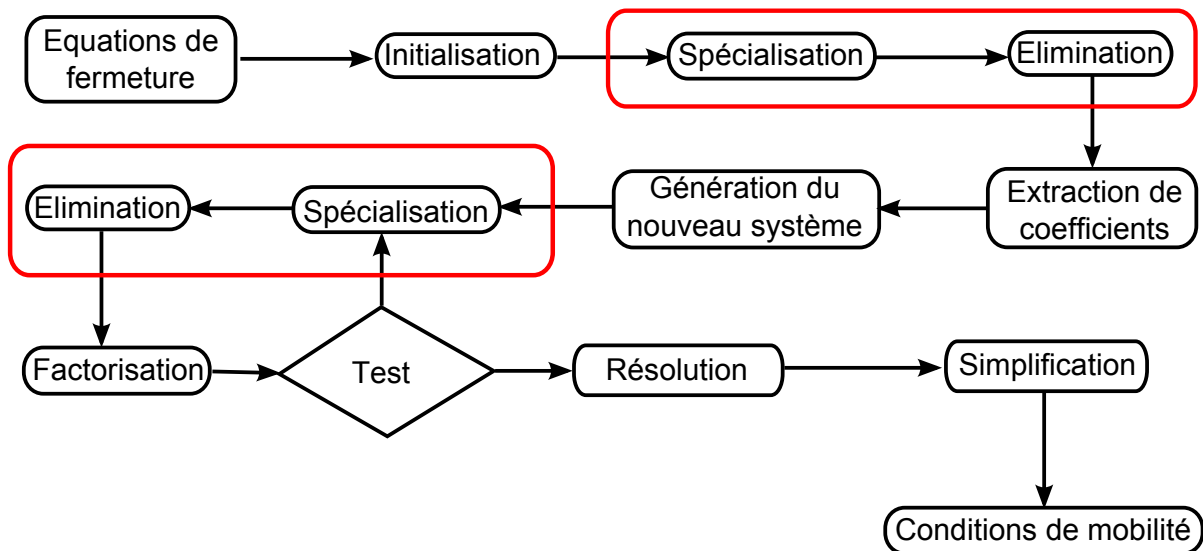 Equations de
fermeture
Initialisation
Spécialisation
Elimination
Extraction de
coefficients
Génération du
nouveau système
Spécialisation
Elimination
Factorisation
Test
Résolution
Simplification
Conditions de mobilité